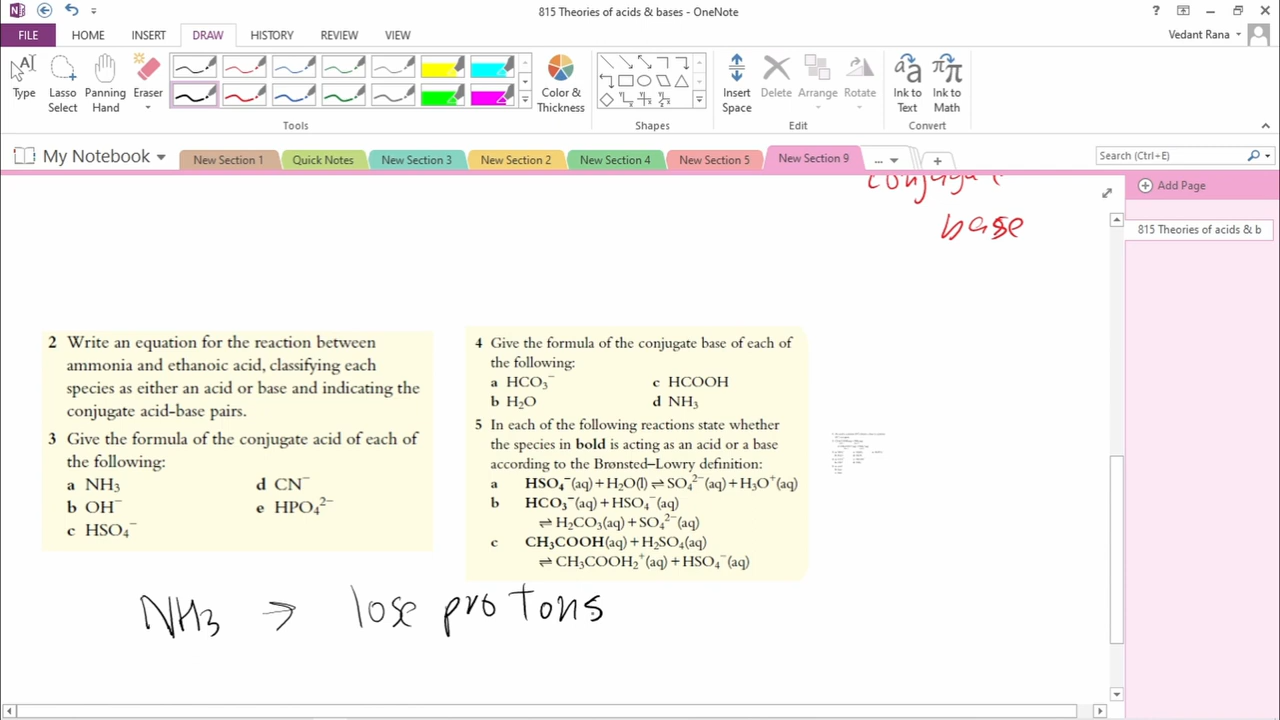 815 Theories of acids & bases - OneNote
?
Vedant Rana
FILE HOME INSERT DRAW HISTORY REVIEW VIEW
Type
Lasso Select
Panning Hand
Eraser
Color & Thickness
Insert Space
Delete
Arrange
Rotate
Ink to Text
Ink to Math
Tools Shapes Edit Convert
My Notebook
New Section 1 Quick Notes New Section 3 New Section 2 New Section 4 New Section 5 New Section 9 ...
Search (Ctrl+E)
Add Page
815 Theories of acids & b
base
2 Write an equation for the reaction between
ammonia and ethanoic acid, classifying each
species as either an acid or base and indicating the
conjugate acid-base pairs.
3 Give the formula of the conjugate acid of each of
the following:
a NH₃ d CN⁻
b OH⁻ e HPO₄²⁻
c HSO₄⁻
4 Give the formula of the conjugate base of each of
the following:
a HCO₃⁻ c HCOOH
b H₂O d NH₃
5 In each of the following reactions state whether
the species in bold is acting as an acid or a base
according to the Brønsted–Lowry definition:
a HSO₄⁻(aq) + H₂O(l) ⇌ SO₄²⁻(aq) + H₃O⁺(aq)
b HCO₃⁻(aq) + HSO₄⁻(aq)
⇌ H₂CO₃(aq) + SO₄²⁻(aq)
c CH₃COOH(aq) + H₂SO₄(aq)
⇌ CH₃COOH₂⁺(aq) + HSO₄⁻(aq)
NH3 → lose protons